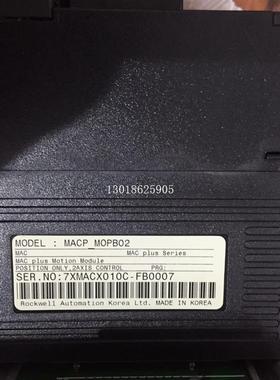 13018625905
MODEL : MACP_MOPB02
MAC MAC plus Series
MAC plus Motion Module
POSITION ONLY,2AXIS CONTROL PRG:
SER.NO:7XMACX010C-FB0007
Rockwell Automation Korea Ltd. MADE IN KOREA